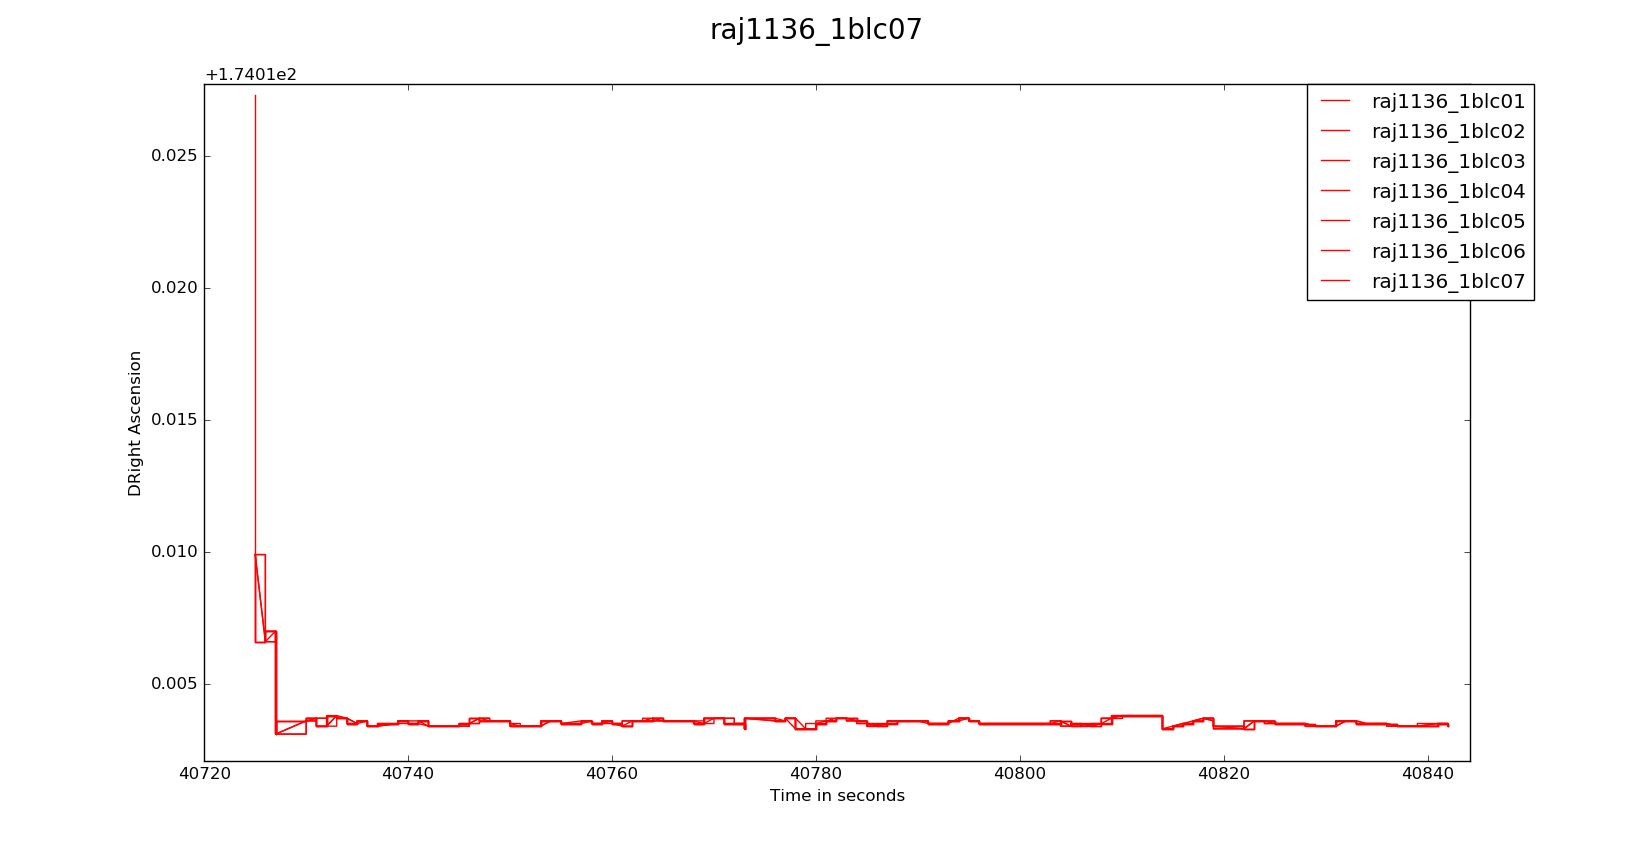 raj1136_1blc07
+1.7401e2
raj1136_1blc01
raj1136_1blc02
raj1136_1blc03
raj1136_1blc04
raj1136_1blc05
raj1136_1blc06
raj1136_1blc07
0.025
0.020
0.015
0.010
0.005
DRight Ascension
40720 40740 40760 40780 40800 40820 40840
Time in seconds